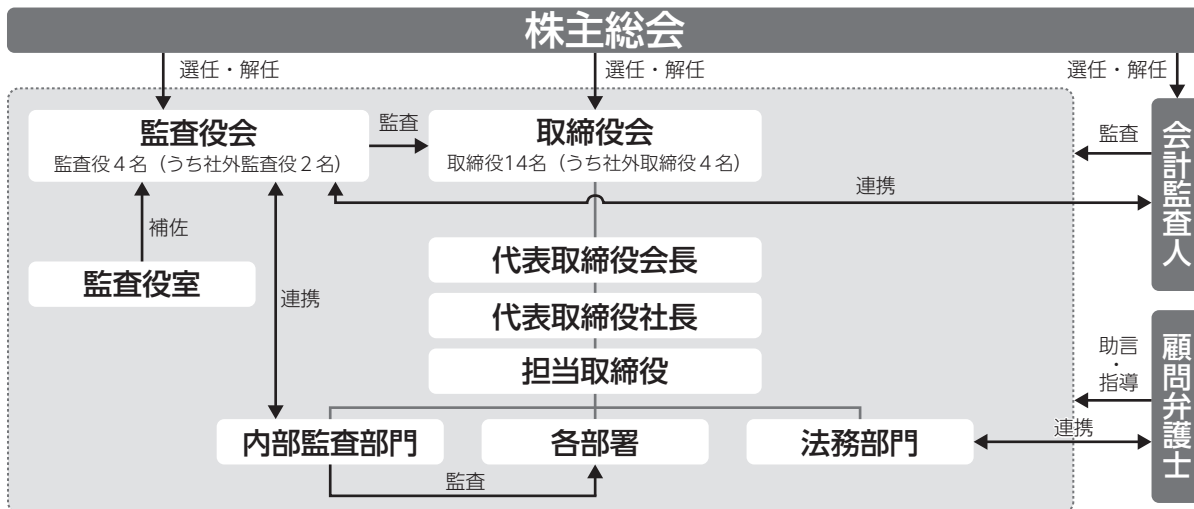 株主総会
選任・解任
選任・解任
選任・解任
監査役会
監査役4名（うち社外監査役2名）
監査
取締役会
取締役14名（うち社外取締役4名）
監査
会計監査人
連携
補佐
監査役室
連携
代表取締役会長
代表取締役社長
担当取締役
助言
・
指導
顧問弁護士
内部監査部門
各部署
法務部門
連携
監査